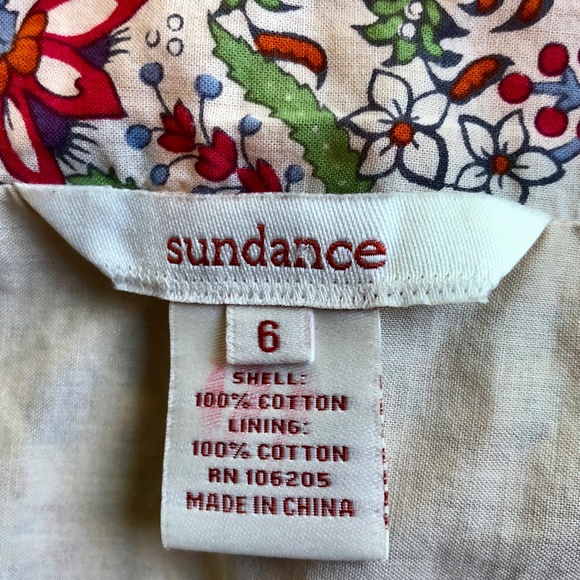 sundance
6
SHELL:
100% COTTON
LINING:
100% COTTON
RN 106205
MADE IN CHINA